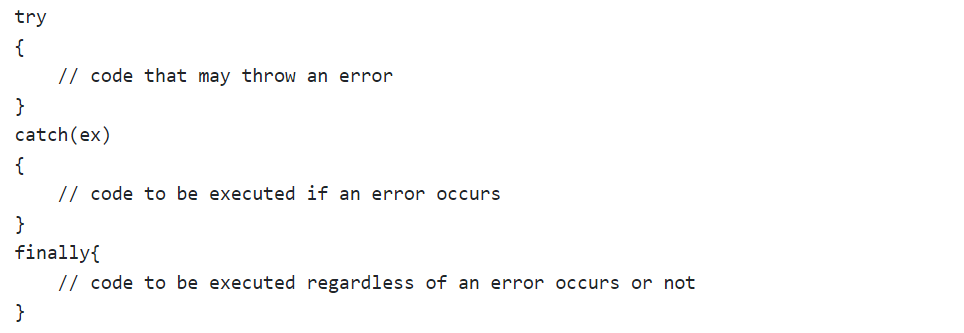 try
{
    // code that may throw an error
}
catch(ex)
{
    // code to be executed if an error occurs
}
finally{
    // code to be executed regardless of an error occurs or not
}